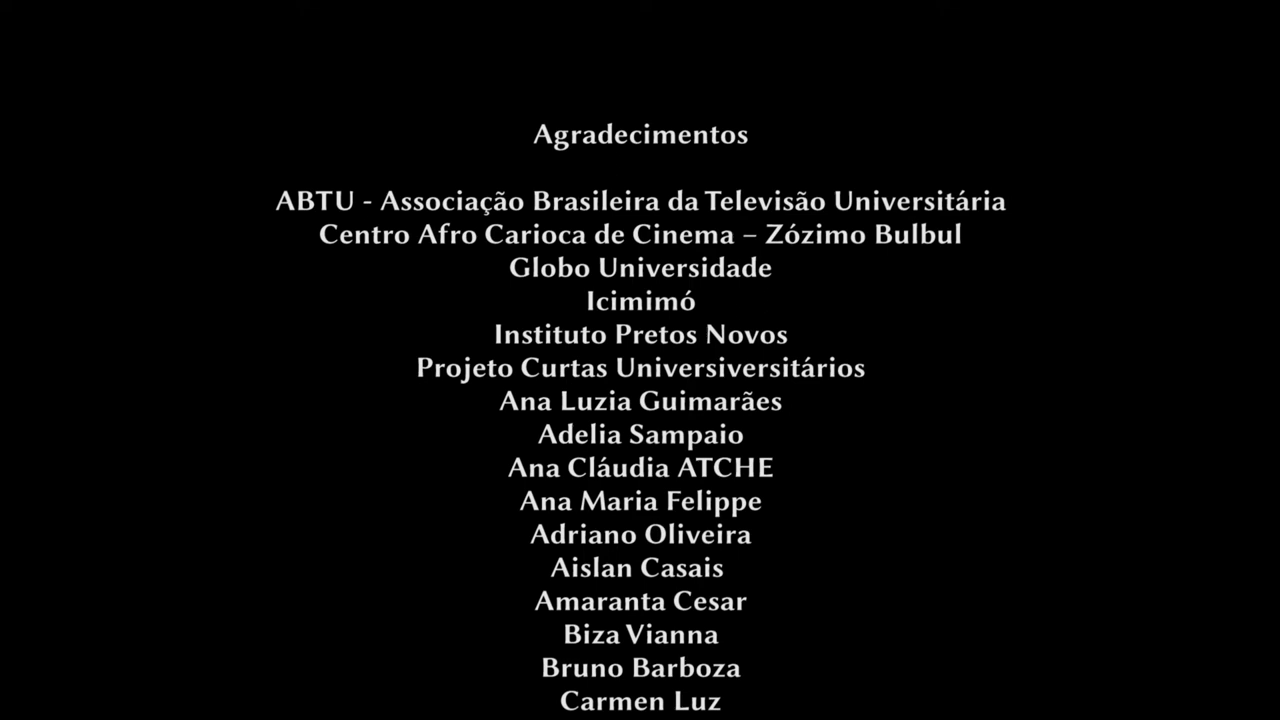 Agradecimentos
ABTU - Associação Brasileira da Televisão Universitária
Centro Afro Carioca de Cinema – Zózimo Bulbul
Globo Universidade
Icimimó
Instituto Pretos Novos
Projeto Curtas Universiversitários
Ana Luzia Guimarães
Adelia Sampaio
Ana Cláudia ATCHE
Ana Maria Felippe
Adriano Oliveira
Aislan Casais
Amaranta Cesar
Biza Vianna
Bruno Barboza
Carmen Luz